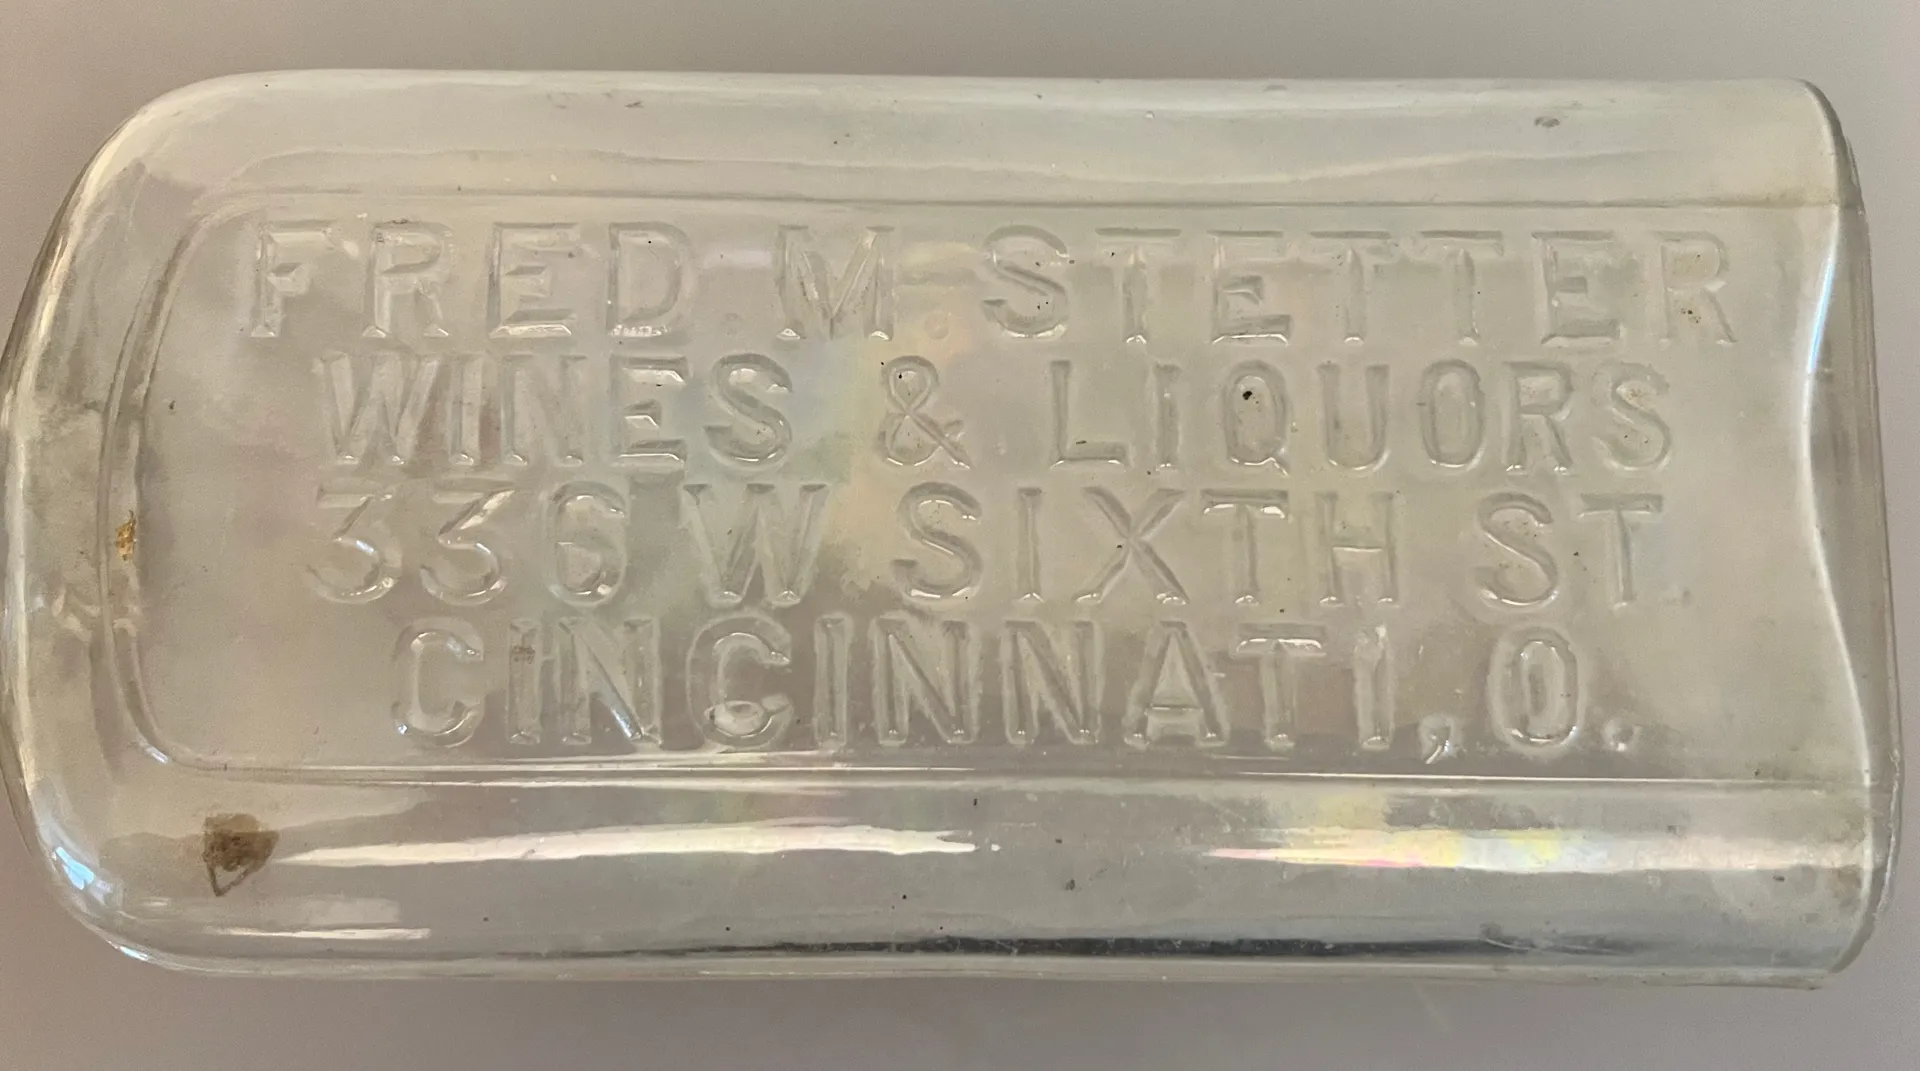 FRED. M. STETTER
WINES & LIQUORS
336 W SIXTH ST.
CINCINNATI, O.